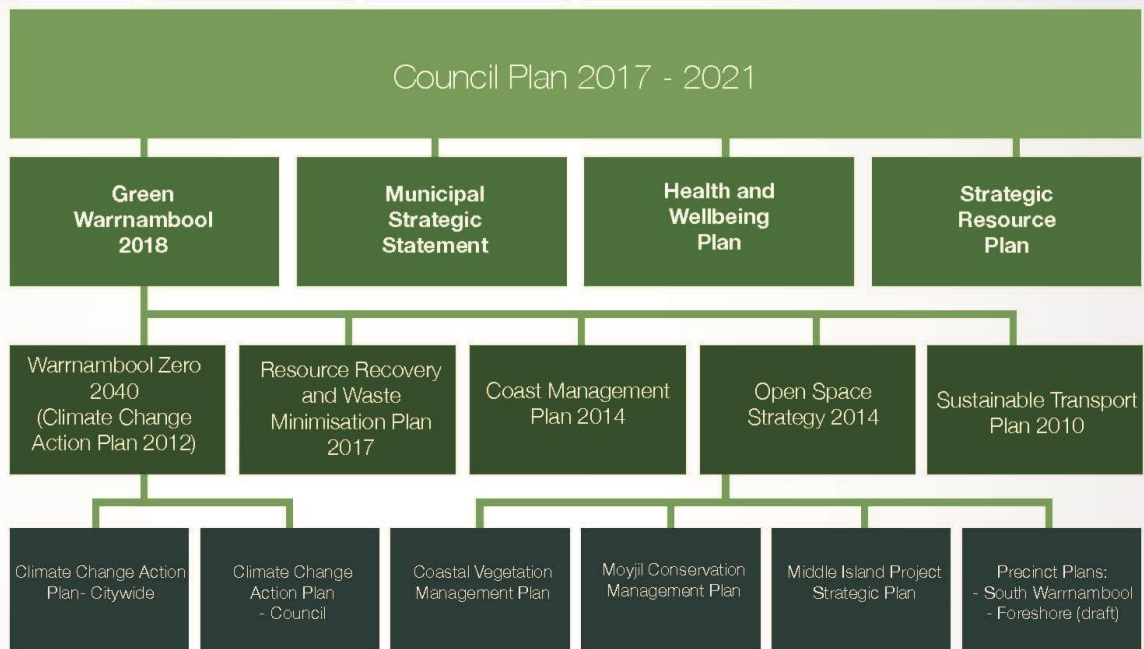 Council Plan 2017 - 2021
Green
Warrnambool
2018
Municipal
Strategic
Statement
Health and
Wellbeing
Plan
Strategic
Resource
Plan
Warrnambool Zero
2040
(Climate Change
Action Plan 2012)
Resource Recovery
and Waste
Minimisation Plan
2017
Coast Management
Plan 2014
Open Space
Strategy 2014
Sustainable Transport
Plan 2010
Climate Change Action
Plan- Citywide
Climate Change
Action Plan
- Council
Coastal Vegetation
Management Plan
Moyjil Conservation
Management Plan
Middle Island Project
Strategic Plan
Precinct Plans:
- South Warrnambool
- Foreshore (draft)